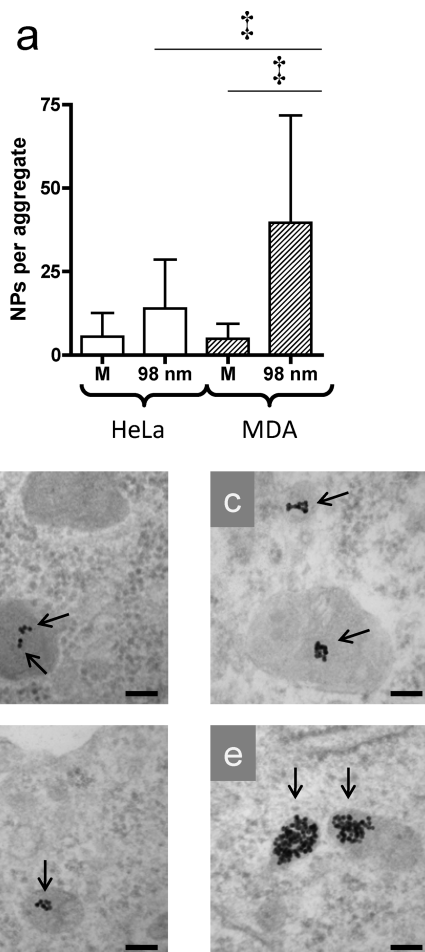 a
‡
‡
NPs per aggregate
75
50
25
0
M 98 nm M 98 nm
HeLa MDA
c
e